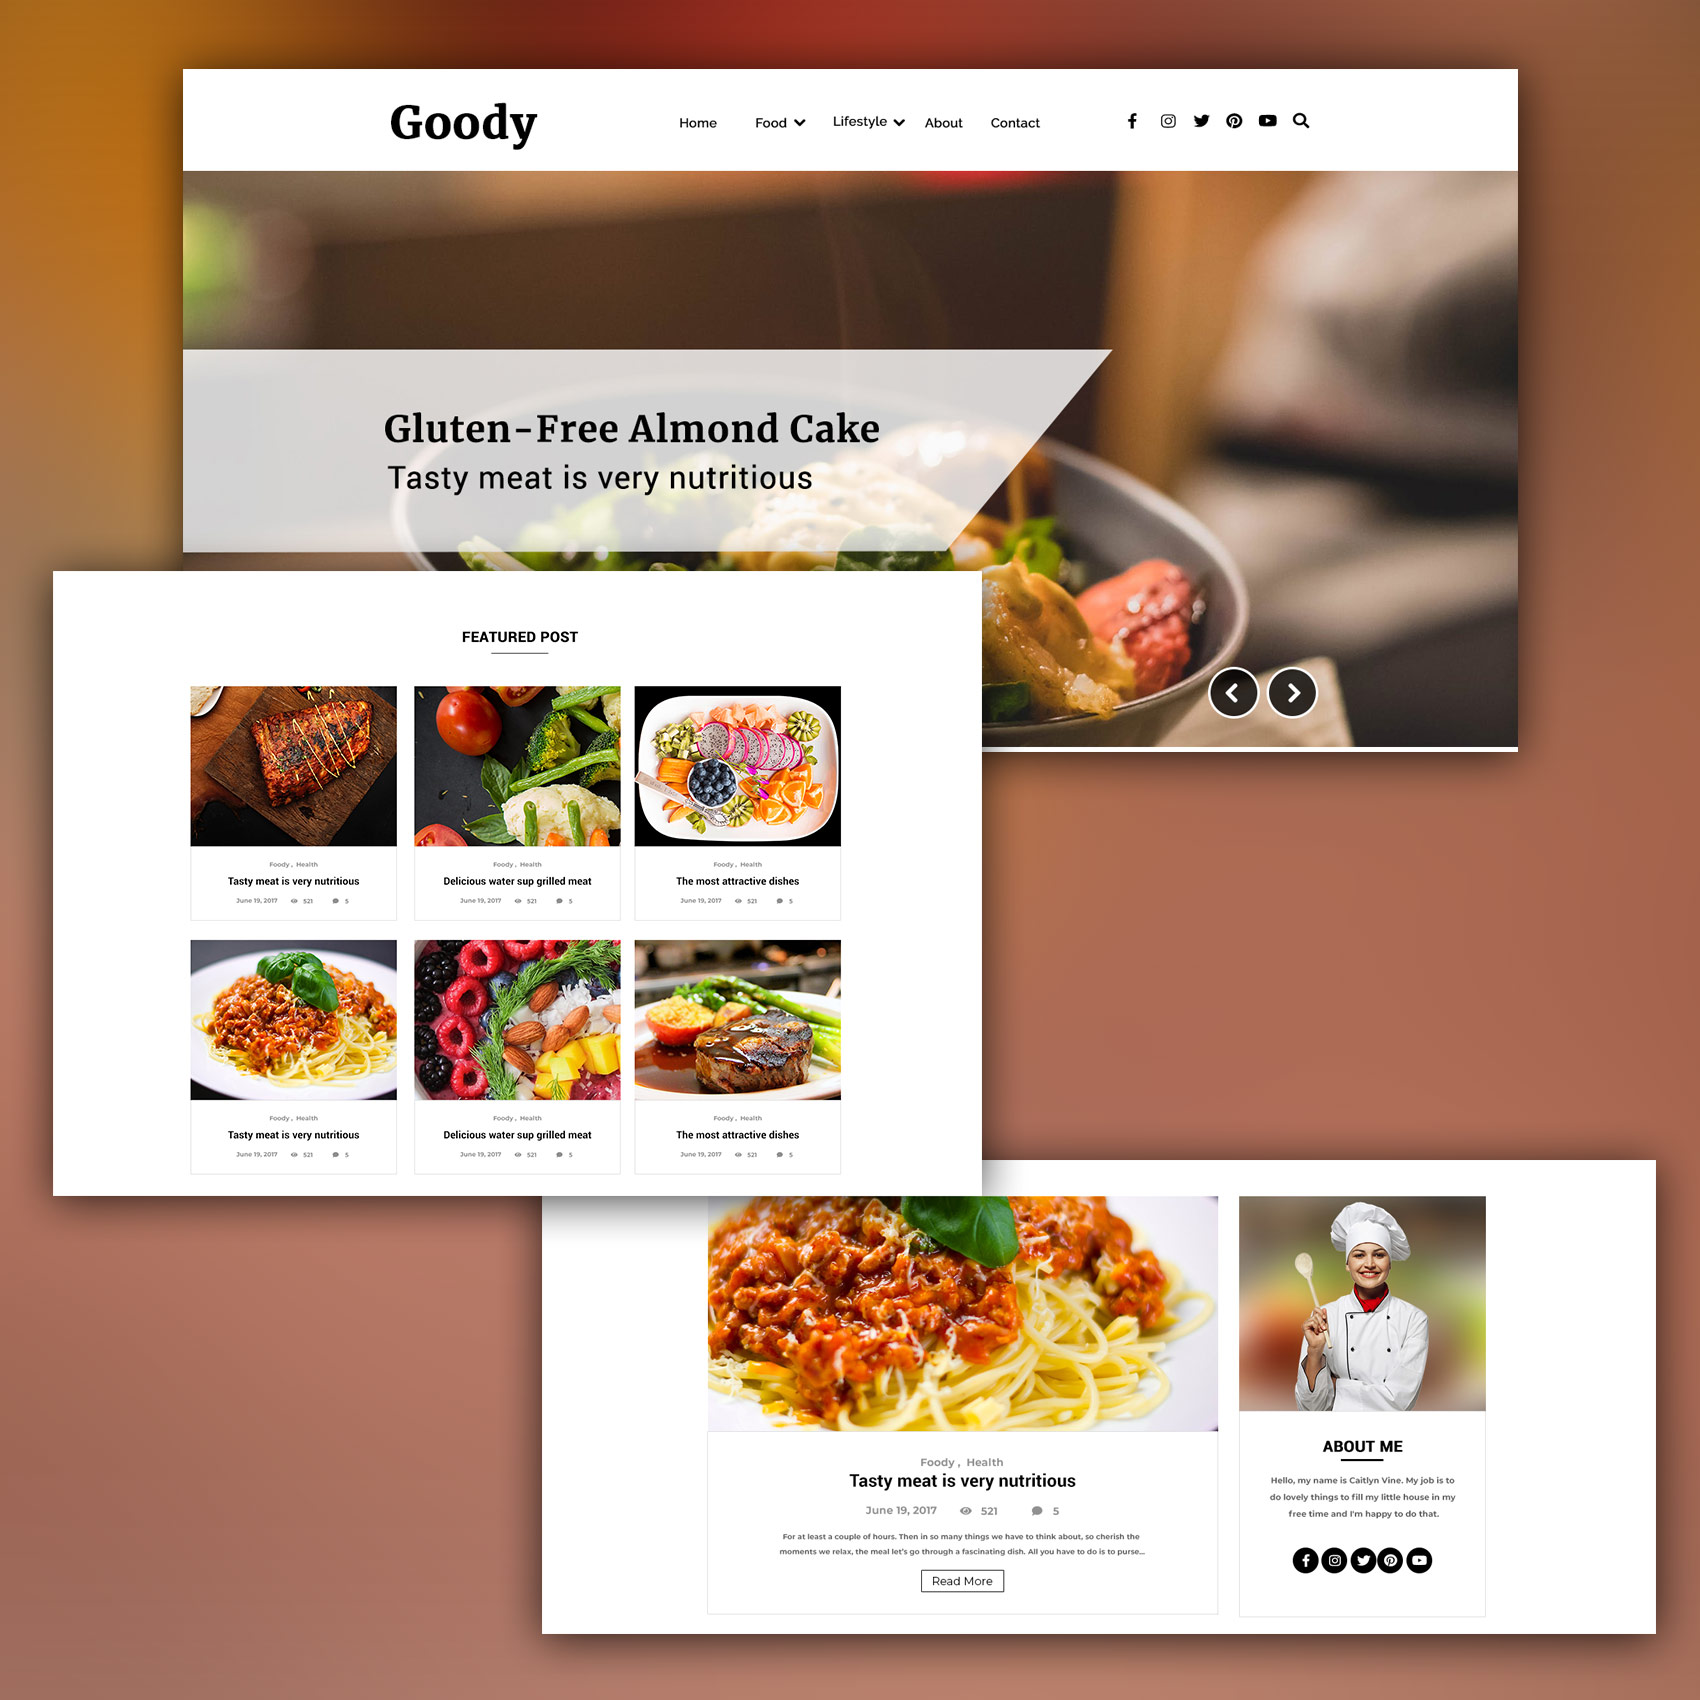 Goody
Home Food Lifestyle About Contact
Gluten-Free Almond Cake
Tasty meat is very nutritious
FEATURED POST
Foody , Health
Tasty meat is very nutritious
June 19, 2017 521 5
Foody , Health
Delicious water sup grilled meat
June 19, 2017 521 5
Foody , Health
The most attractive dishes
June 19, 2017 521 5
Foody , Health
Tasty meat is very nutritious
June 19, 2017 521 5
Foody , Health
Delicious water sup grilled meat
June 19, 2017 521 5
Foody , Health
The most attractive dishes
June 19, 2017 521 5
Foody , Health
Tasty meat is very nutritious
June 19, 2017 521 5
For at least a couple of hours. Then in so many things we have to think about, so cherish the
moments we relax, the meal let's go through a fascinating dish. All you have to do is to purse...
Read More
ABOUT ME
Hello, my name is Caitlyn Vine. My job is to
do lovely things to fill my little house in my
free time and I'm happy to do that.